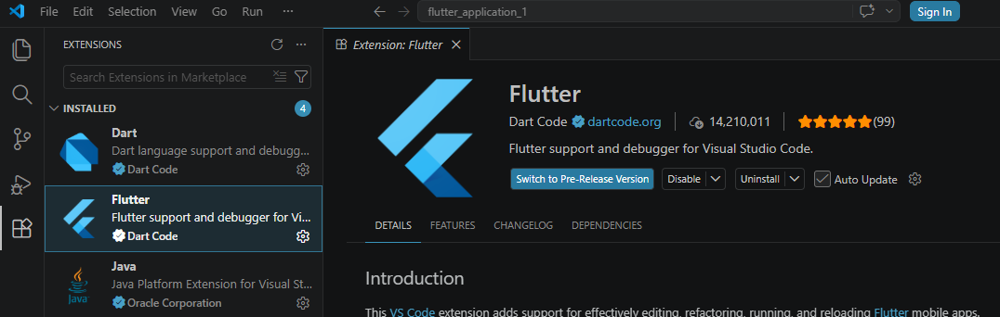 File Edit Selection View Go Run ··· flutter_application_1 Sign In
EXTENSIONS
Search Extensions in Marketplace
INSTALLED 4
Dart
Dart language support and debugg...
Dart Code
Flutter
Flutter support and debugger for Vi...
Dart Code
Java
Java Platform Extension for Visual St...
Oracle Corporation
Extension: Flutter
Flutter
Dart Code dartcode.org 14,210,011 (99)
Flutter support and debugger for Visual Studio Code.
Switch to Pre-Release Version Disable Uninstall Auto Update
DETAILS FEATURES CHANGELOG DEPENDENCIES
Introduction
This VS Code extension adds support for effectively editing, refactoring, running, and reloading Flutter mobile apps.